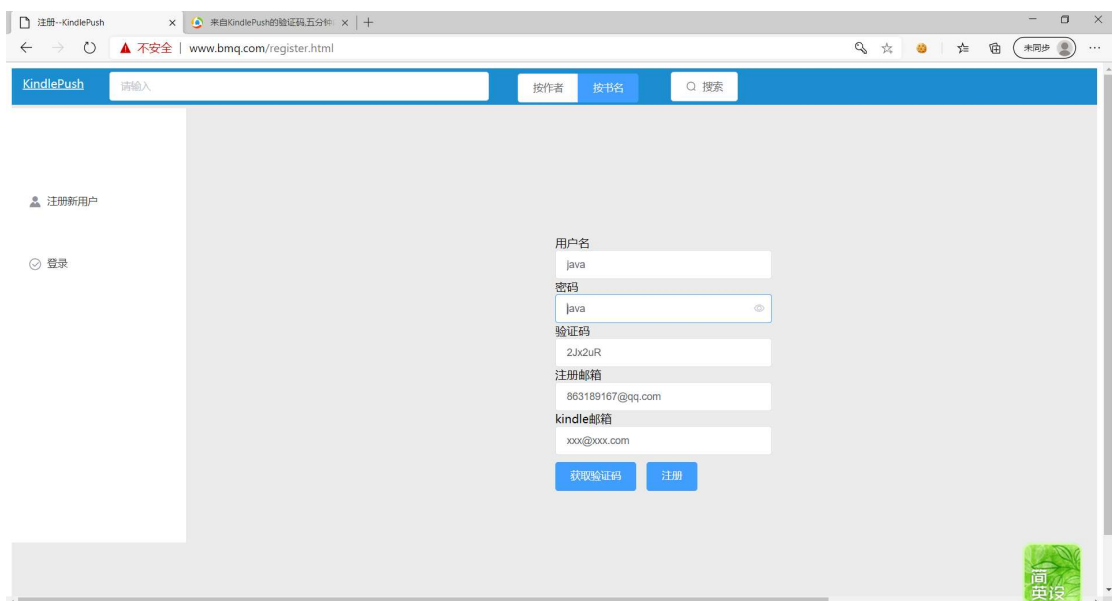 注册--KindlePush
来自KindlePush的验证码,五分钟
不安全 | www.bmq.com/register.html
未同步
KindlePush
请输入
按作者 按书名
搜索
注册新用户
登录
用户名
java
密码
java
验证码
2Jx2uR
注册邮箱
863189167@qq.com
kindle邮箱
xxx@xxx.com
获取验证码 注册
简
英设